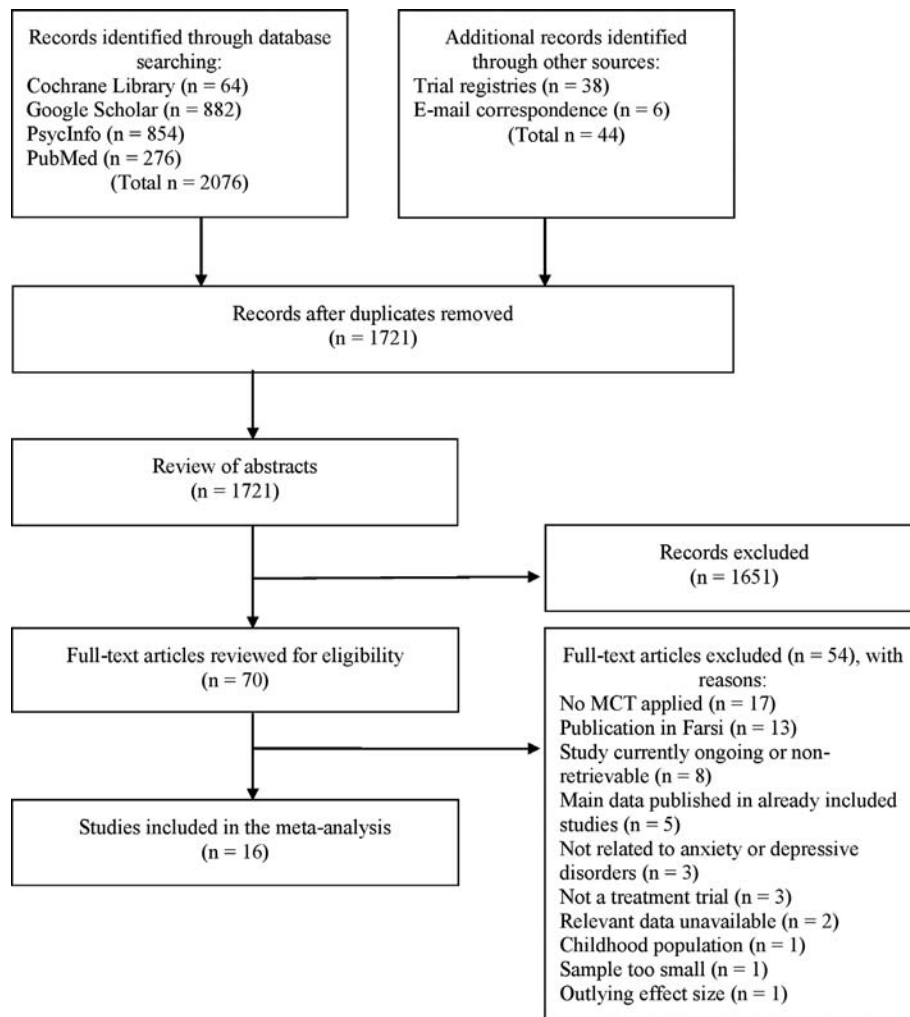 Records identified through database
searching:
Cochrane Library (n = 64)
Google Scholar (n = 882)
PsycInfo (n = 854)
PubMed (n = 276)
(Total n = 2076)
Additional records identified
through other sources:
Trial registries (n = 38)
E-mail correspondence (n = 6)
(Total n = 44)
Records after duplicates removed
(n = 1721)
Review of abstracts
(n = 1721)
Records excluded
(n = 1651)
Full-text articles reviewed for eligibility
(n = 70)
Full-text articles excluded (n = 54), with
reasons:
No MCT applied (n = 17)
Publication in Farsi (n = 13)
Study currently ongoing or non-
retrievable (n = 8)
Main data published in already included
studies (n = 5)
Not related to anxiety or depressive
disorders (n = 3)
Not a treatment trial (n = 3)
Relevant data unavailable (n = 2)
Childhood population (n = 1)
Sample too small (n = 1)
Outlying effect size (n = 1)
Studies included in the meta-analysis
(n = 16)